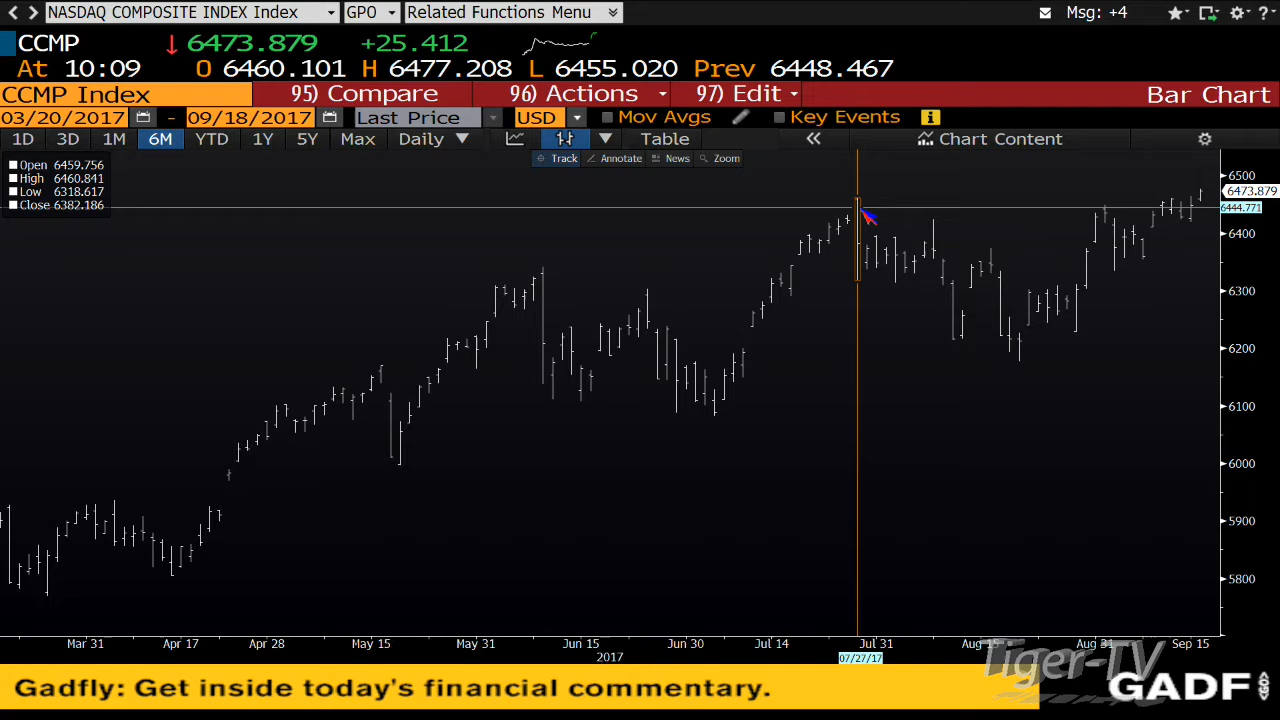 NASDAQ COMPOSITE INDEX Index GPO Related Functions Menu Msg: +4
CCMP 6473.879 +25.412
At 10:09 O 6460.101 H 6477.208 L 6455.020 Prev 6448.467
CCMP Index 95) Compare 96) Actions 97) Edit Bar Chart
03/20/2017 - 09/18/2017 Last Price USD Mov Avgs Key Events
1D 3D 1M 6M YTD 1Y 5Y Max Daily Table Chart Content
Track Annotate News Zoom
Open 6459.756
High 6460.841
Low 6318.617
Close 6382.186
6500
6473.879
6444.771
6400
6300
6200
6100
6000
5900
5800
Mar 31 Apr 17 Apr 28 May 15 May 31 Jun 15 Jun 30 Jul 14 Jul 31 Aug 15 Aug 31 Sep 15
2017 07/27/17
Tiger-TV
Gadfly: Get inside today's financial commentary. GADF GO